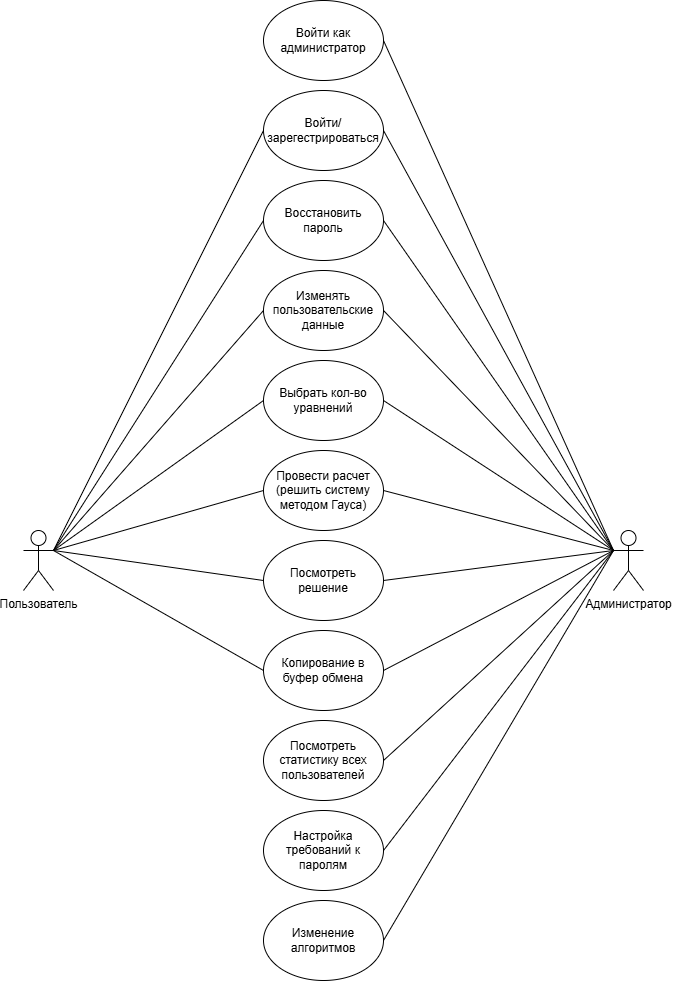 Войти как
администратор
Войти/
зарегестрироваться
Восстановить
пароль
Изменять
пользовательские
данные
Выбрать кол-во
уравнений
Провести расчет
(решить систему
методом Гауса)
Посмотреть
решение
Пользователь
Администратор
Копирование в
буфер обмена
Посмотреть
статистику всех
пользователей
Настройка
требований к
паролям
Изменение
алгоритмов